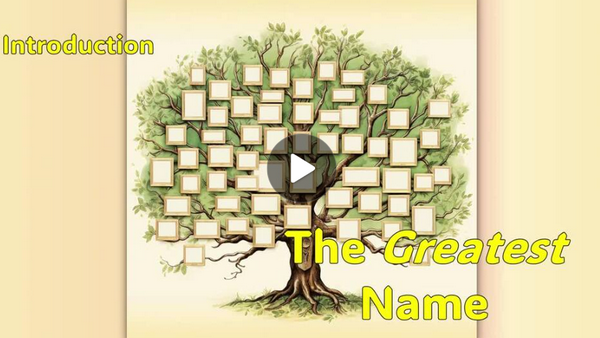 Introduction
The Greatest
Name